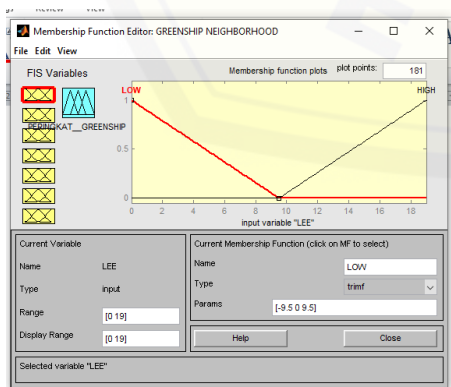 Review View
Membership Function Editor: GREENSHIP NEIGHBORHOOD
File Edit View
FIS Variables
Membership function plots plot points: 181
PERINGKAT__GREENSHIP
LOW HIGH
1
0.5
0
0 2 4 6 8 10 12 14 16 18
input variable "LEE"
Current Variable
Name LEE
Type input
Range [0 19]
Display Range [0 19]
Current Membership Function (click on MF to select)
Name LOW
Type trimf
Params [-9.5 0 9.5]
Help Close
Selected variable "LEE"